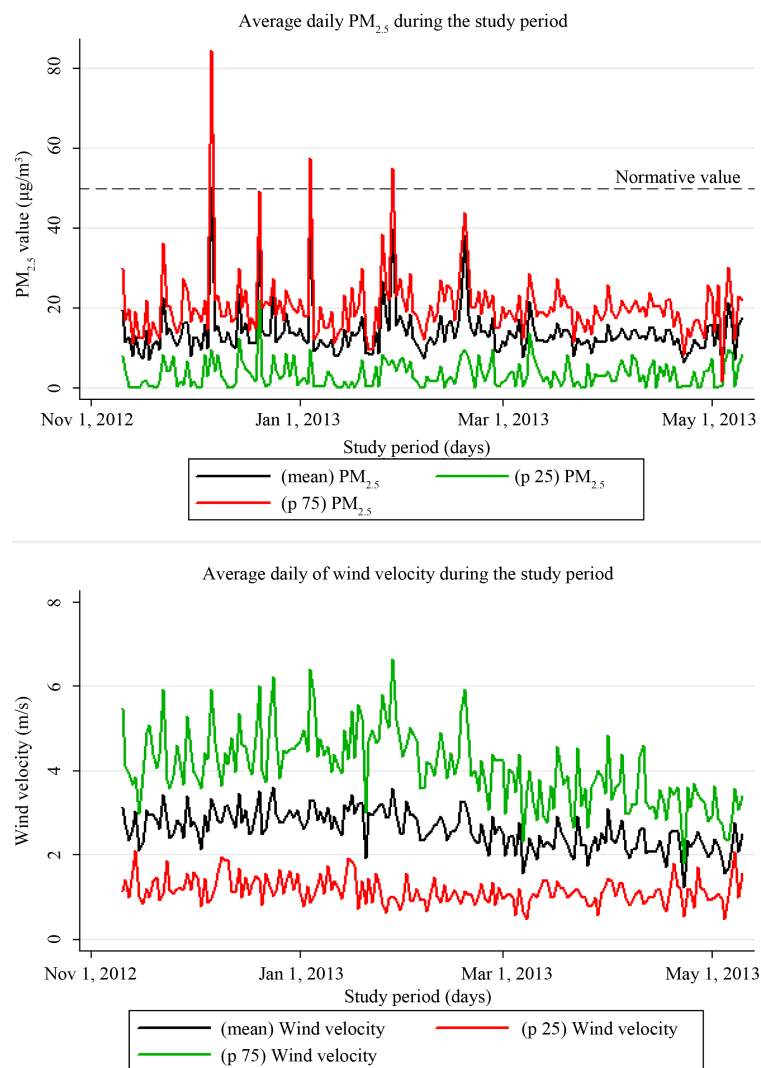 Average daily PM2.5 during the study period
80
60
40
20
0
PM2.5 value (µg/m³)
Normative value
Nov 1, 2012 Jan 1, 2013 Mar 1, 2013 May 1, 2013
Study period (days)
(mean) PM2.5 (p 25) PM2.5
(p 75) PM2.5
Average daily of wind velocity during the study period
8
6
4
2
0
Wind velocity (m/s)
Nov 1, 2012 Jan 1, 2013 Mar 1, 2013 May 1, 2013
Study period (days)
(mean) Wind velocity (p 25) Wind velocity
(p 75) Wind velocity